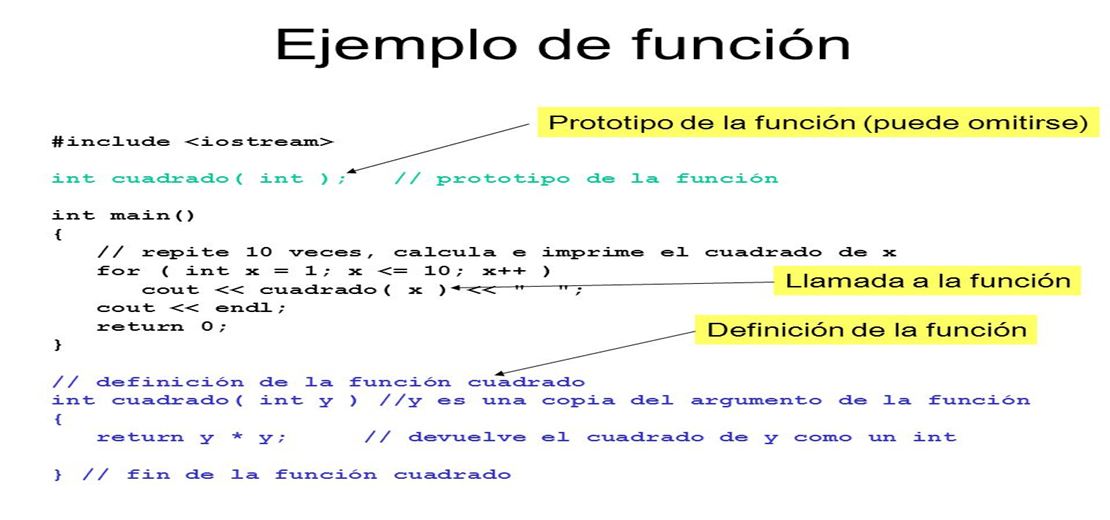 Ejemplo de función
Prototipo de la función (puede omitirse)
#include <iostream>
int cuadrado( int );   // prototipo de la función
int main()
{
   // repite 10 veces, calcula e imprime el cuadrado de x
   for ( int x = 1; x <= 10; x++ )
      cout << cuadrado( x ) << "  ";
Llamada a la función
   cout << endl;
   return 0;
Definición de la función
}
// definición de la función cuadrado
int cuadrado( int y ) //y es una copia del argumento de la función
{
   return y * y;     // devuelve el cuadrado de y como un int
} // fin de la función cuadrado